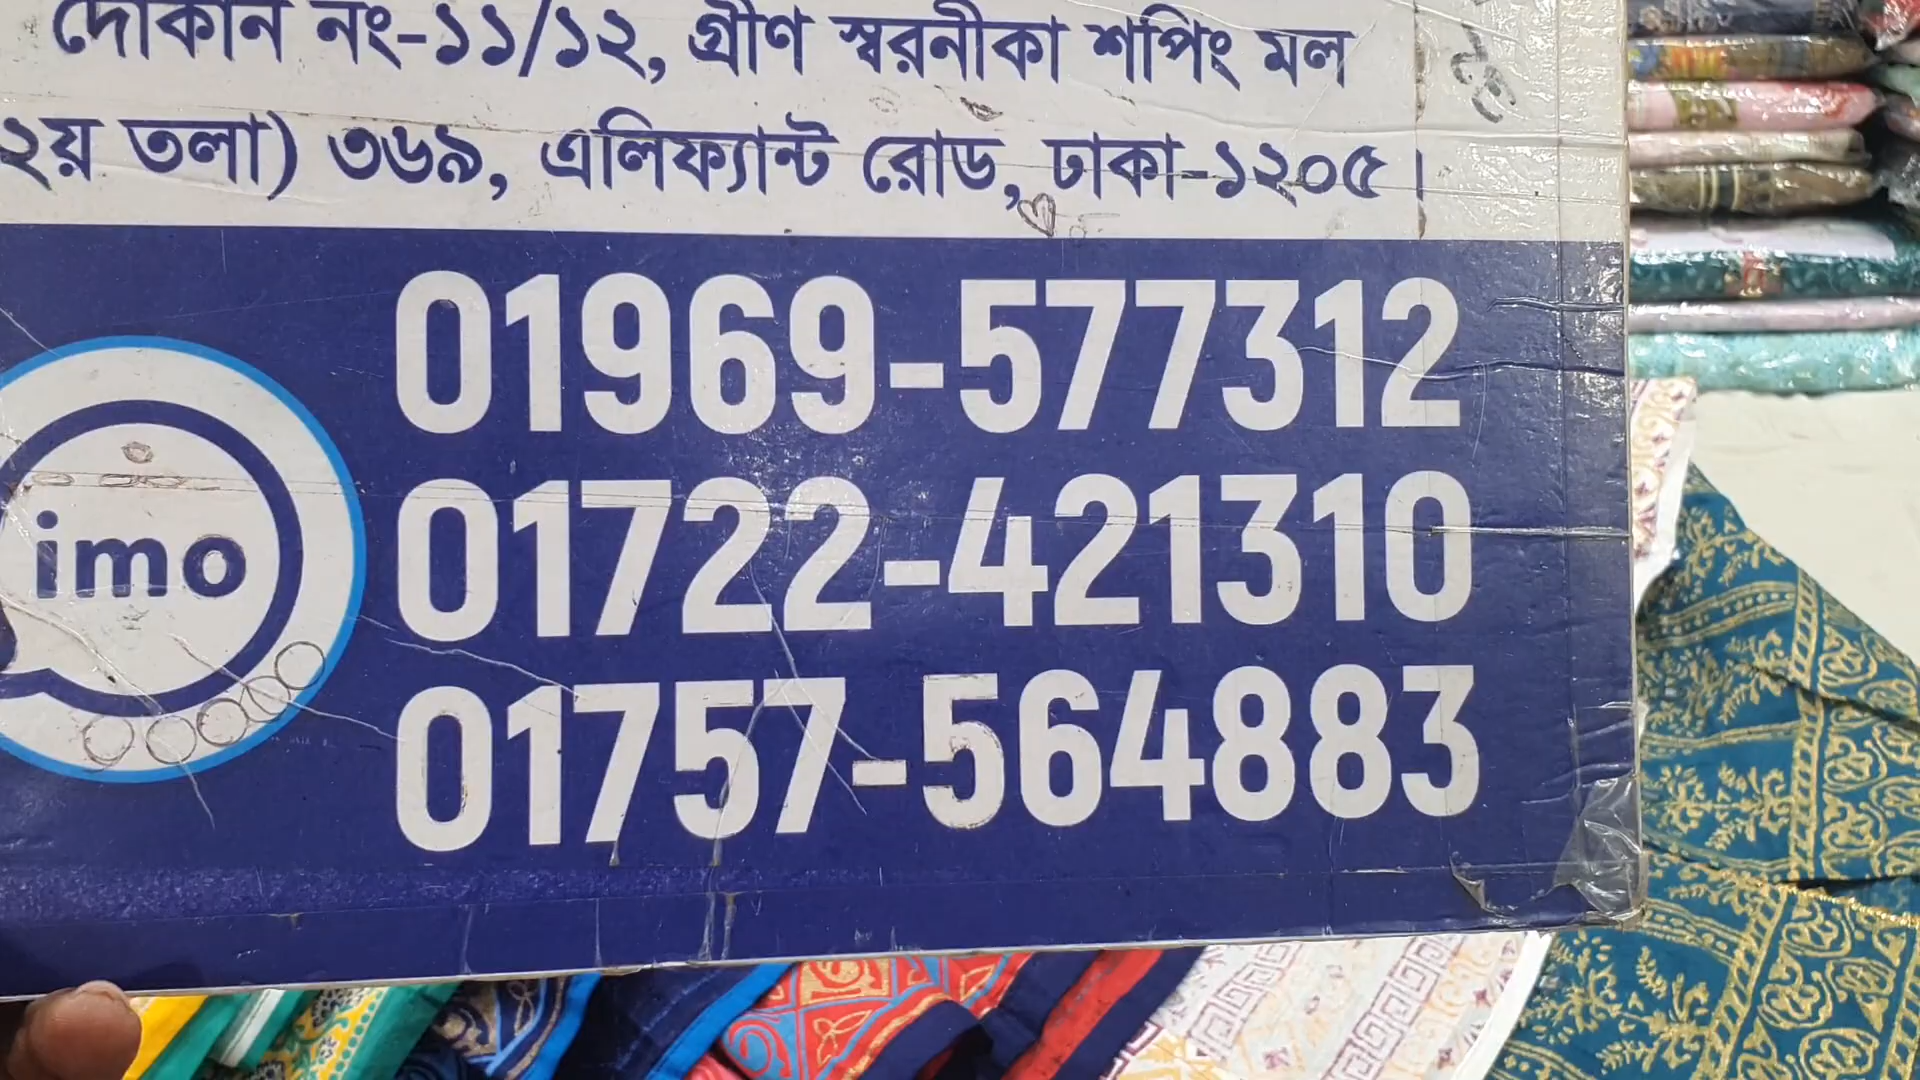 দোকান নং-১১/১২, গ্রীণ স্বরনীকা শপিং মল
২য় তলা) ৩৬৯, এলিফ্যান্ট রোড, ঢাকা-১২০৫।
imo
01969-577312
01722-421310
01757-564883